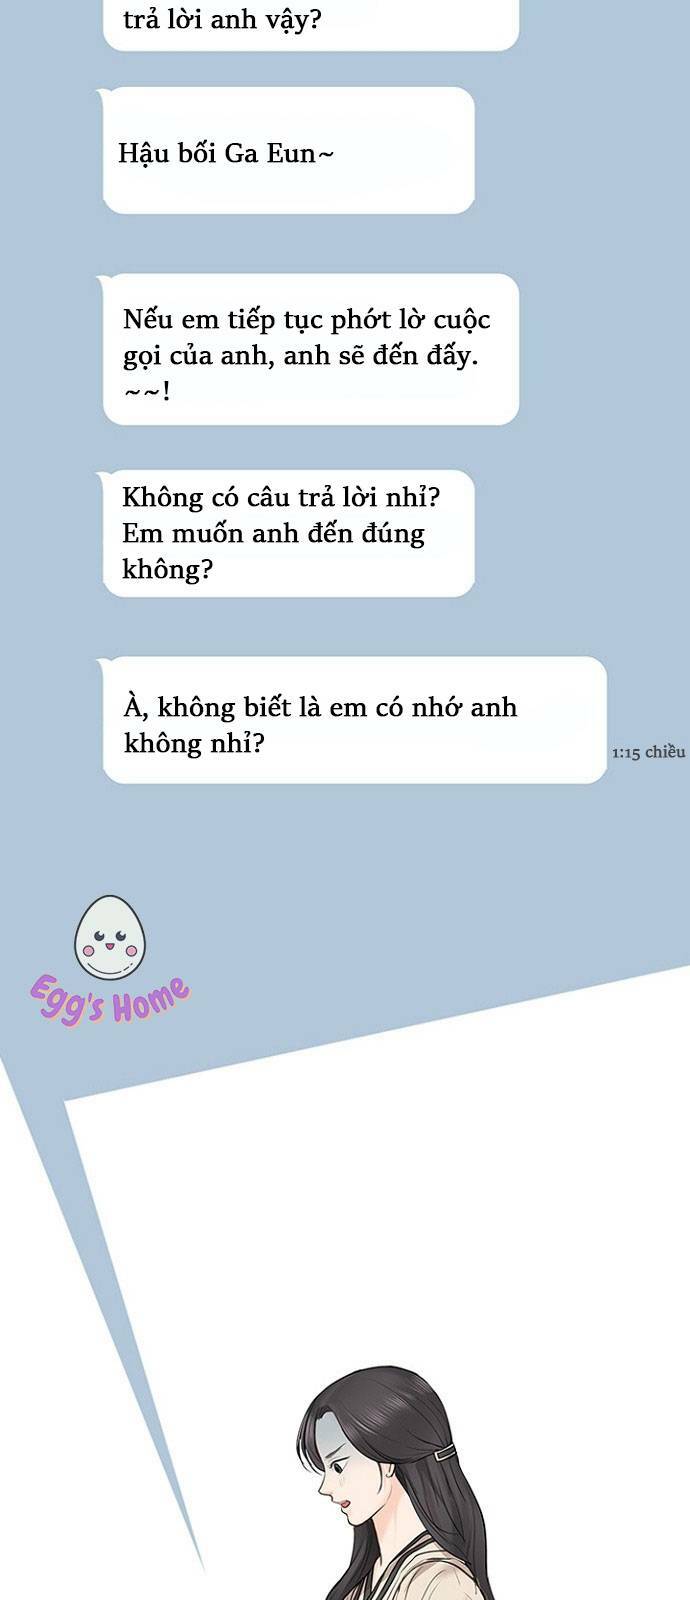 trả lời anh vậy?
Hậu bối Ga Eun~
Nếu em tiếp tục phớt lờ cuộc
gọi của anh, anh sẽ đến đấy.
~~!
Không có câu trả lời nhỉ?
Em muốn anh đến đúng
không?
À, không biết là em có nhớ anh
không nhỉ?
1:15 chiều
Egg's Home